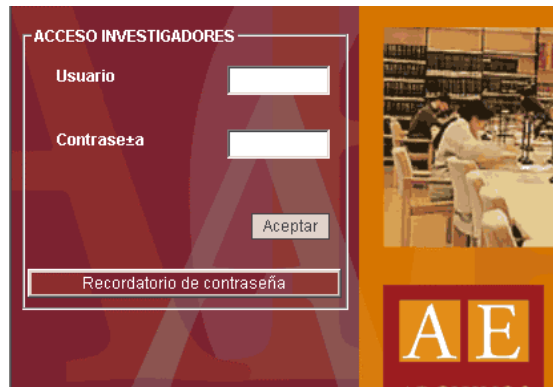 ACCESO INVESTIGADORES
Usuario
Contrase±a
Aceptar
Recordatorio de contraseña
AE